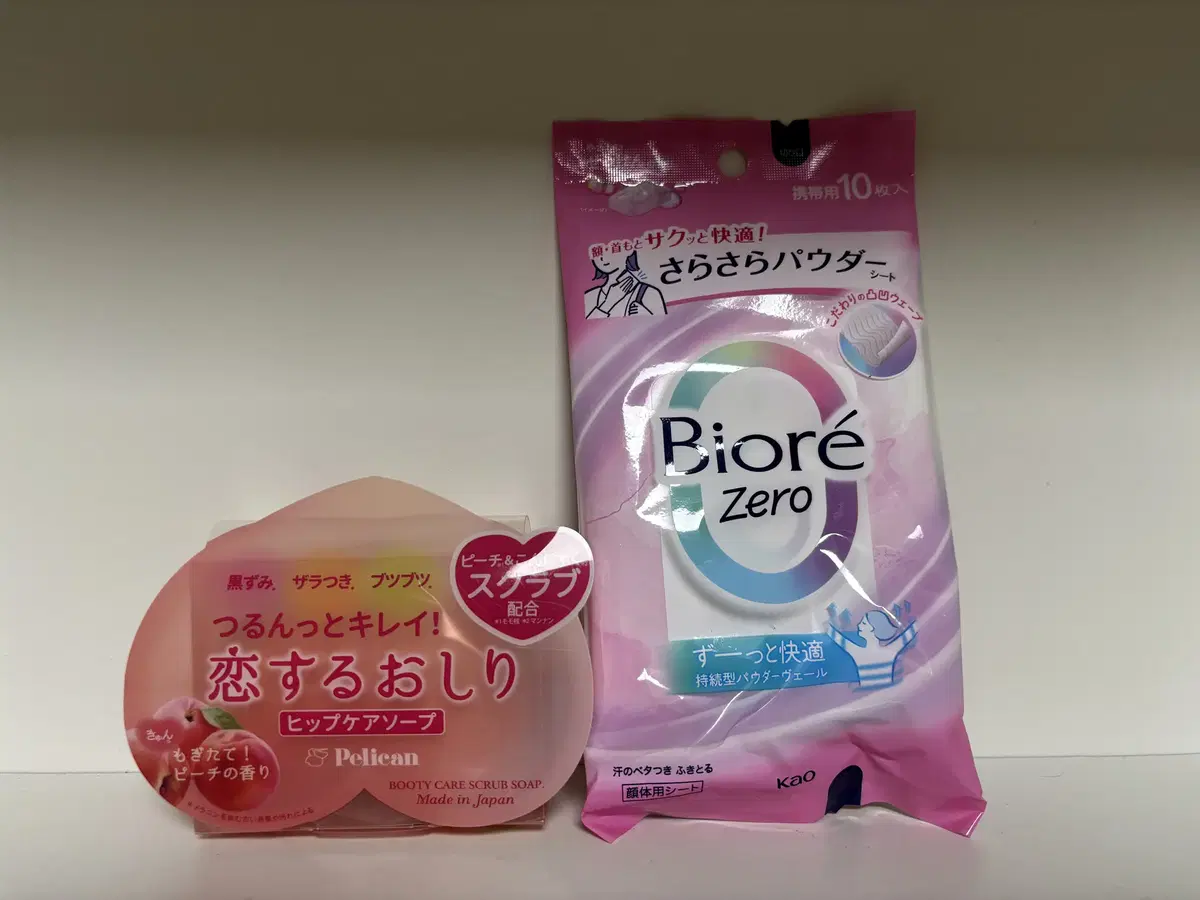 黒ずみ、ザラつき、ブツブツ、
つるんっとキレイ!
恋するおしり
ヒップケアソープ
Pelican
BOOTY CARE SCRUB SOAP.
Made in Japan
ピーチ&
スクラブ
配合
きゅん
もぎたて!
ピーチの香り
携帯用10枚入
額・首もと サクッと快適!
さらさらパウダー
シート
こだわりの凸凹ウェーブ
Bioré
zero
ずーっと快適
持続型パウダーヴェール
汗のベタつき ふきとる
顔体用シート
Kao